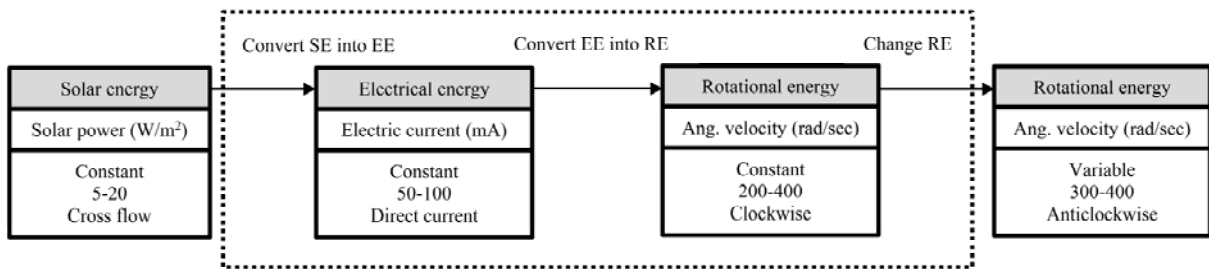 Convert SE into EE
Convert EE into RE
Change RE
Solar energy
Solar power (W/m²)
Constant
5-20
Cross flow
Electrical energy
Electric current (mA)
Constant
50-100
Direct current
Rotational energy
Ang. velocity (rad/sec)
Constant
200-400
Clockwise
Rotational energy
Ang. velocity (rad/sec)
Variable
300-400
Anticlockwise